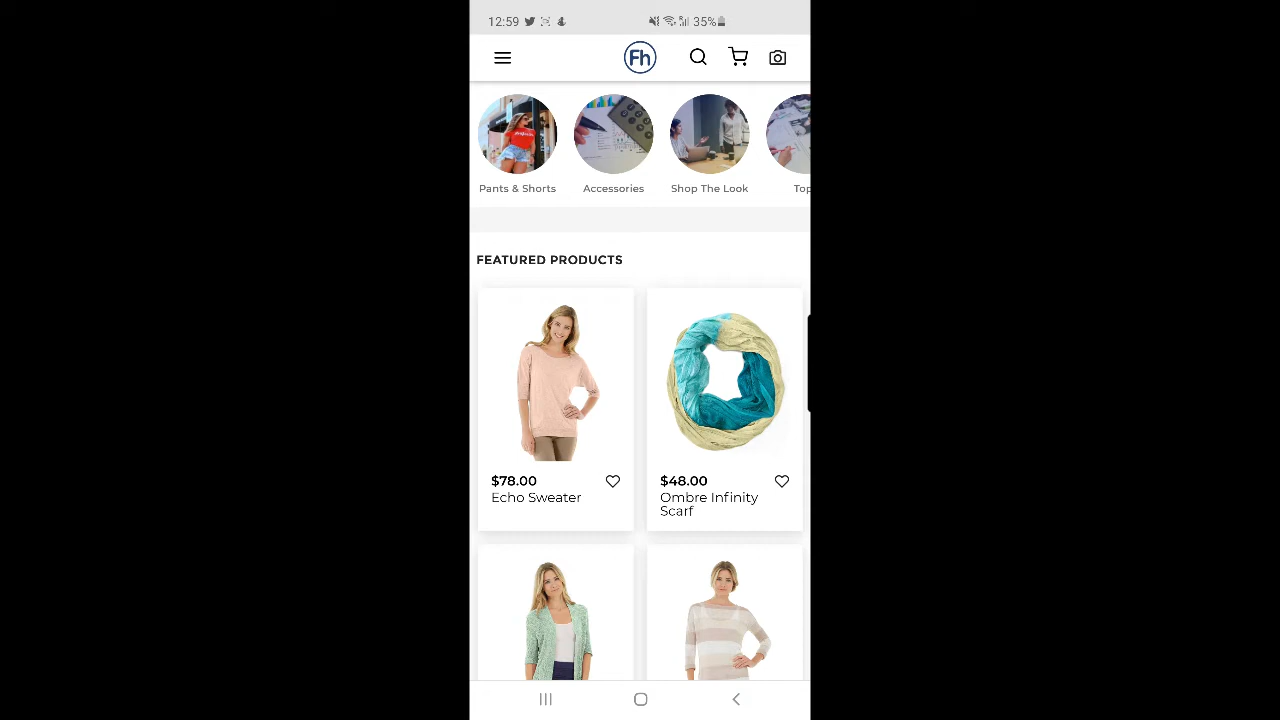 12:59 35%
Fh
Pants & Shorts Accessories Shop The Look Top
FEATURED PRODUCTS
$78.00
Echo Sweater
$48.00
Ombre Infinity
Scarf